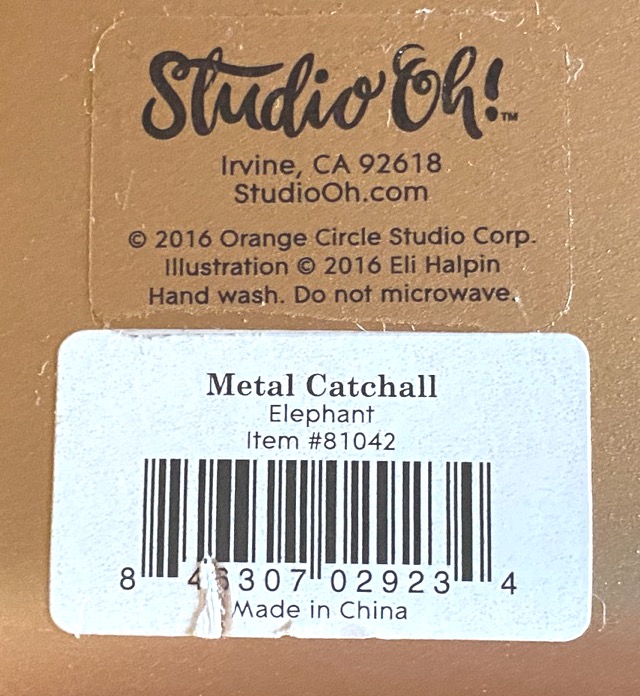 Studio Oh!™
Irvine, CA 92618
StudioOh.com
© 2016 Orange Circle Studio Corp.
Illustration © 2016 Eli Halpin
Hand wash. Do not microwave.
Metal Catchall
Elephant
Item #81042
8 46307 02923 4
Made in China